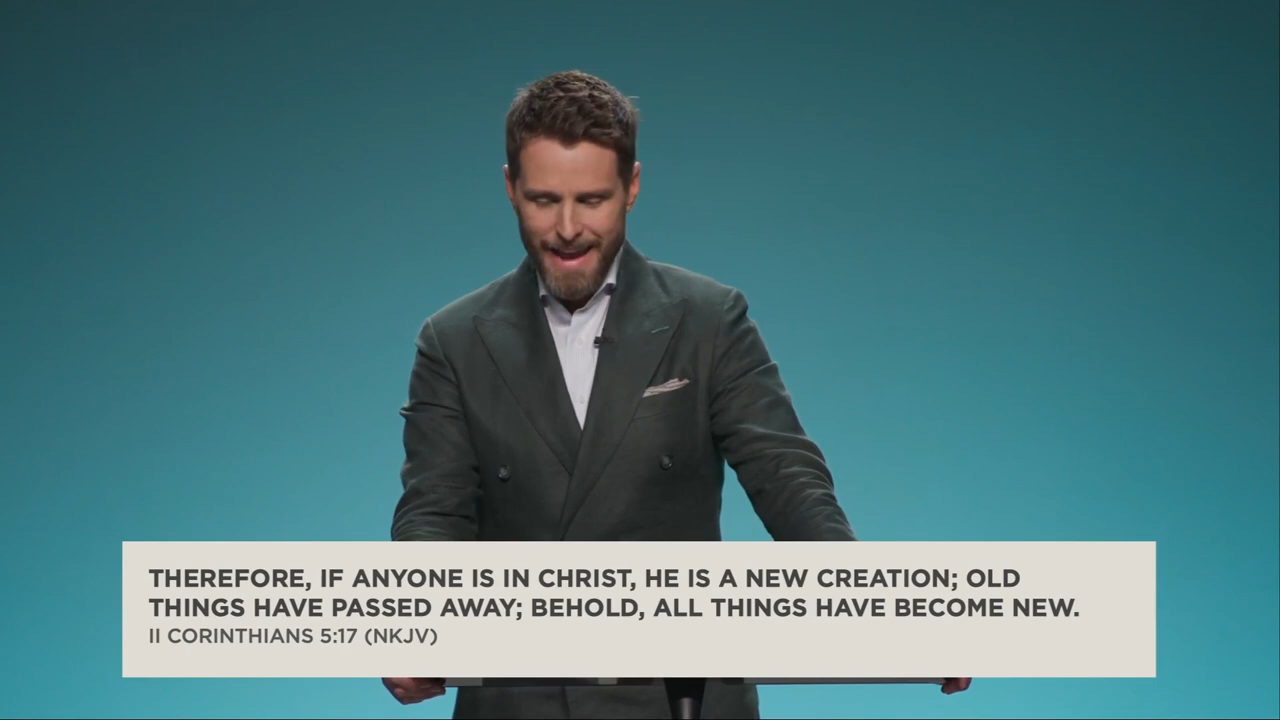 THEREFORE, IF ANYONE IS IN CHRIST, HE IS A NEW CREATION; OLD
THINGS HAVE PASSED AWAY; BEHOLD, ALL THINGS HAVE BECOME NEW.
II CORINTHIANS 5:17 (NKJV)